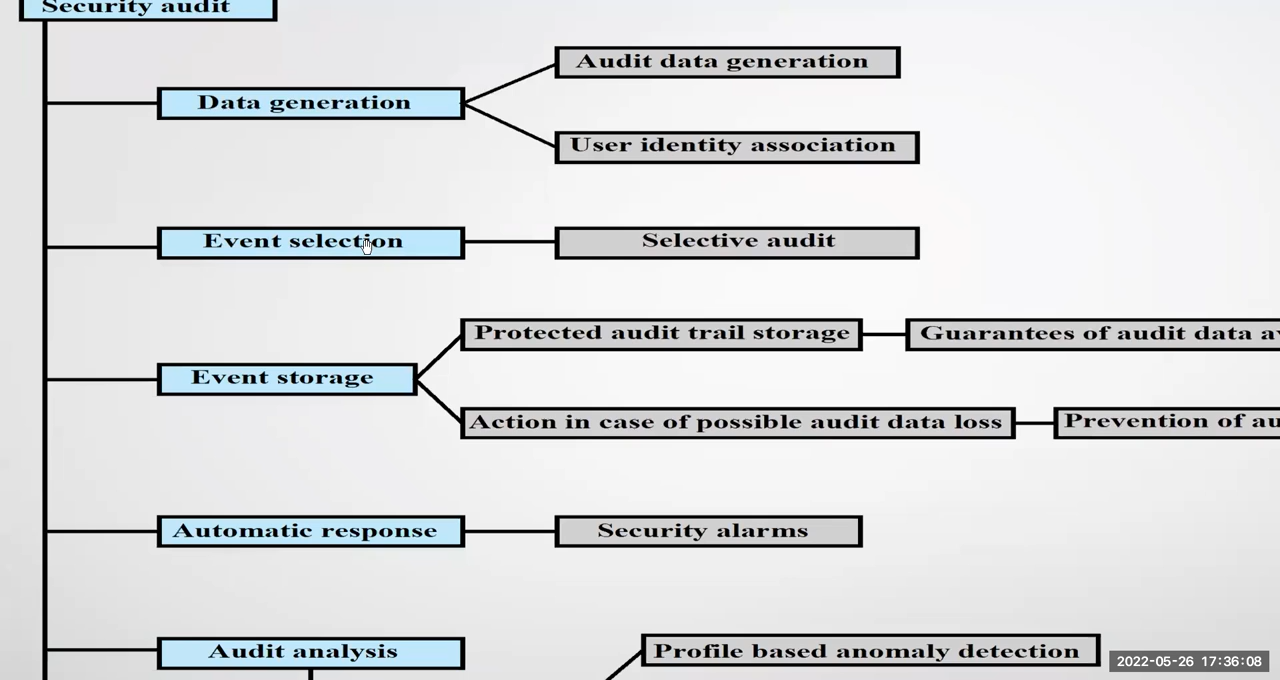 Security audit
Audit data generation
Data generation
User identity association
Event selection
Selective audit
Protected audit trail storage
Guarantees of audit data
Event storage
Action in case of possible audit data loss
Prevention of
Automatic response
Security alarms
Audit analysis
Profile based anomaly detection
2022-05-26 17:36:08